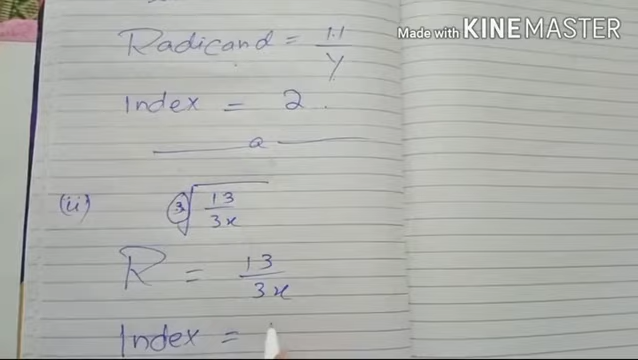 Made with KINEMASTER
Radicand = 11/y
Index = 2.
a
(ii) ∛(13/3x)
R = 13/3x
Index =